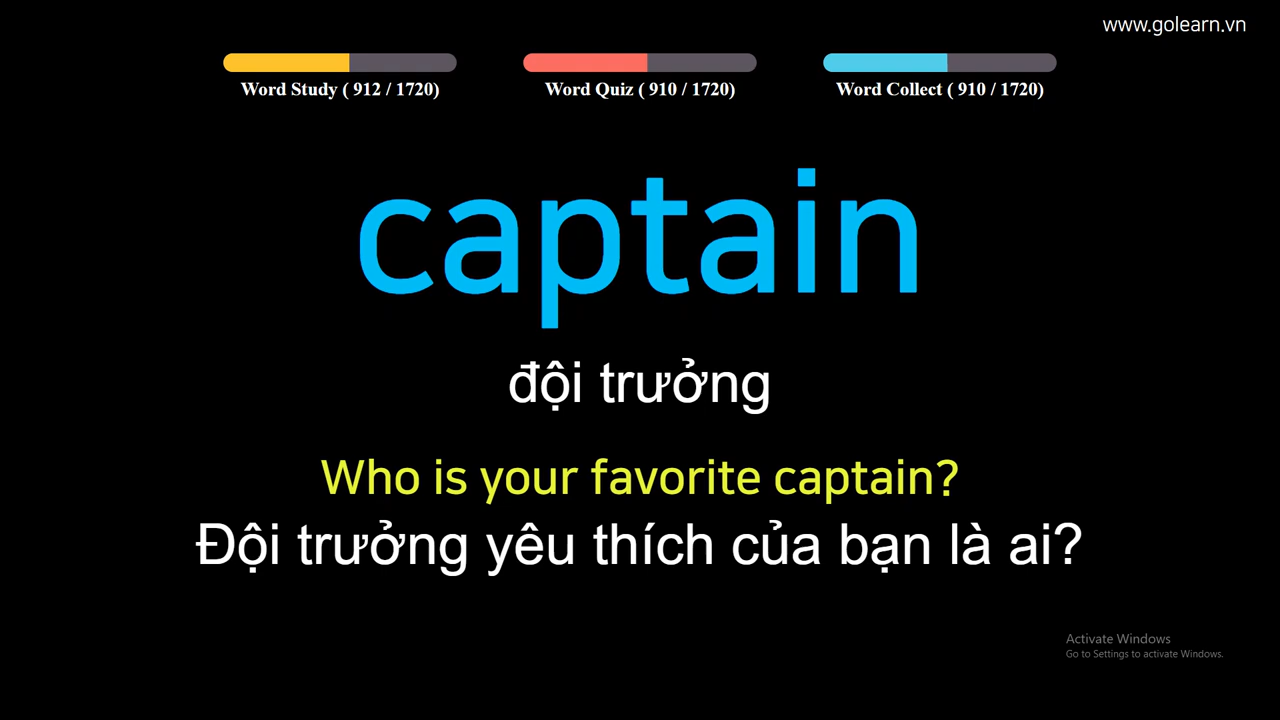 www.golearn.vn
Word Study ( 912 / 1720)
Word Quiz ( 910 / 1720)
Word Collect ( 910 / 1720)
captain
đội trưởng
Who is your favorite captain?
Đội trưởng yêu thích của bạn là ai?
Activate Windows
Go to Settings to activate Windows.